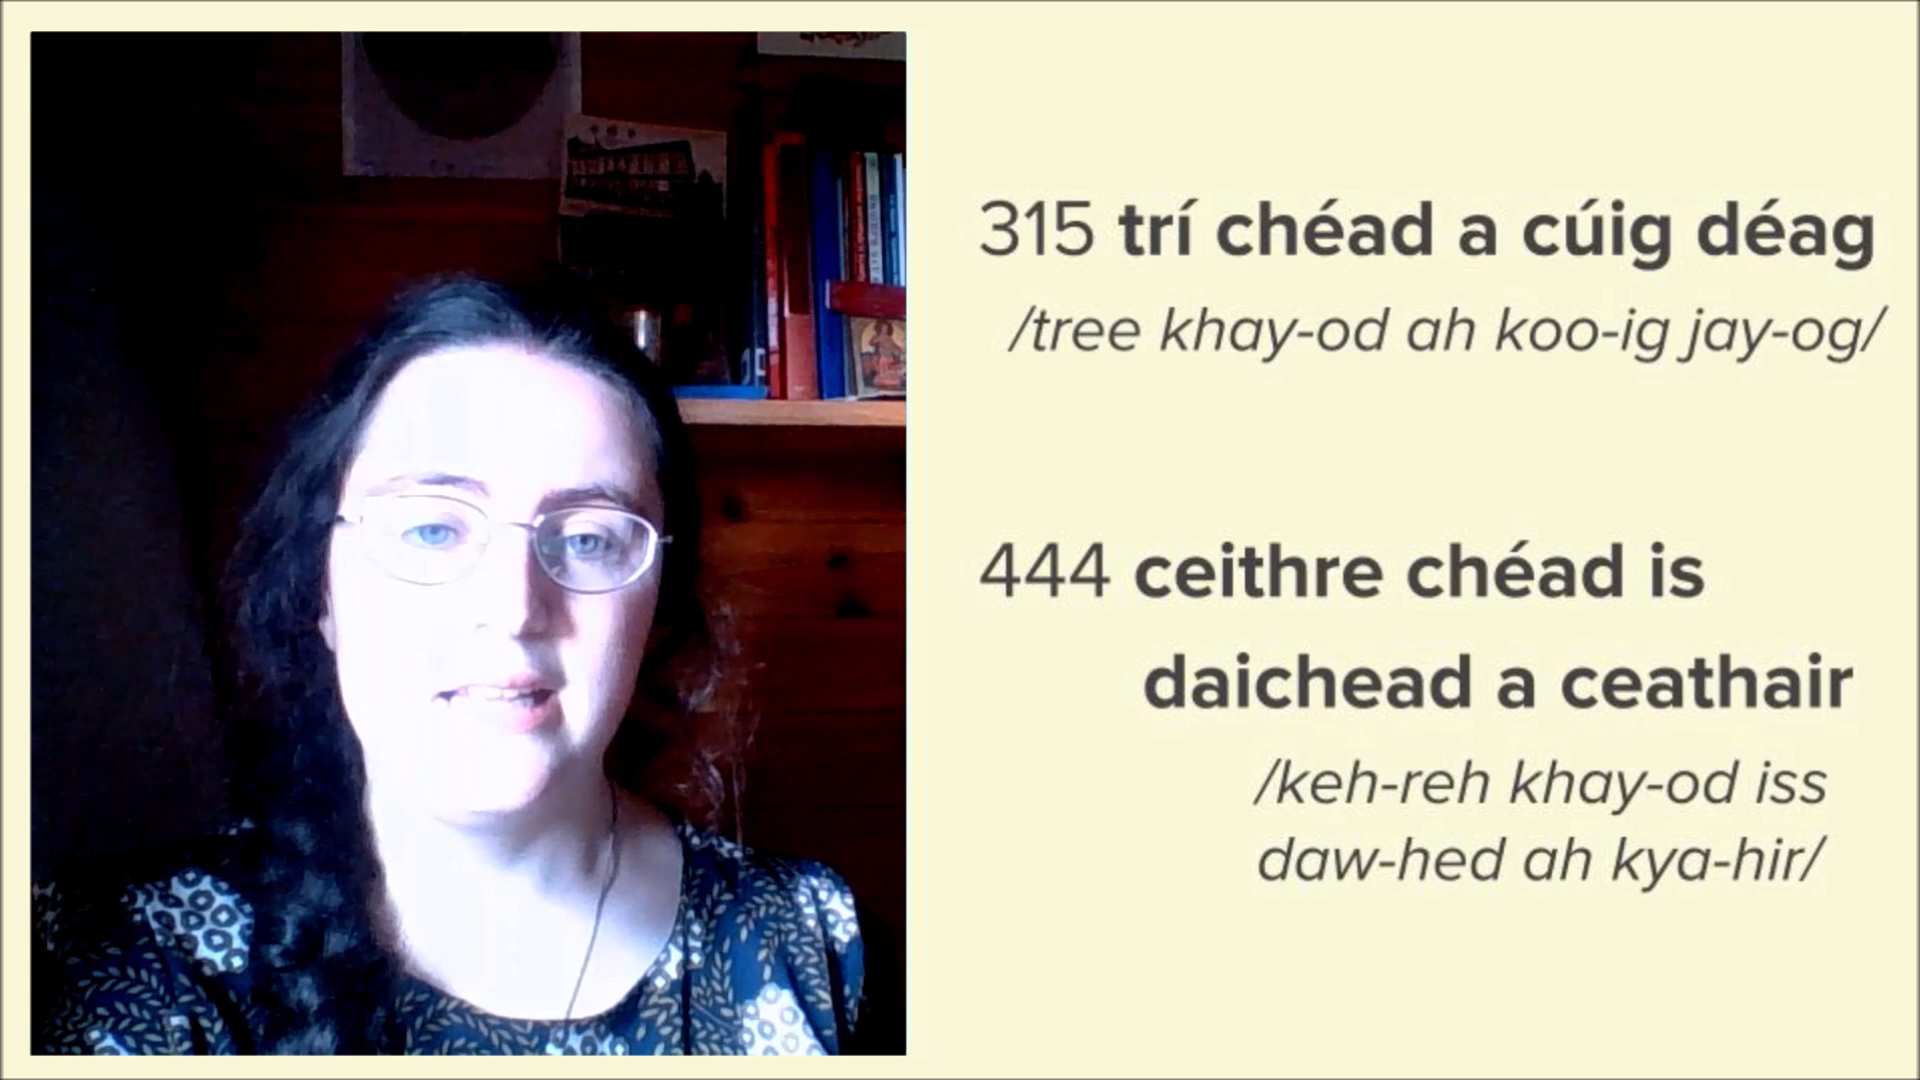 315 trí chéad a cúig déag
/tree khay-od ah koo-ig jay-og/
444 ceithre chéad is
daichead a ceathair
/keh-reh khay-od iss
daw-hed ah kya-hir/